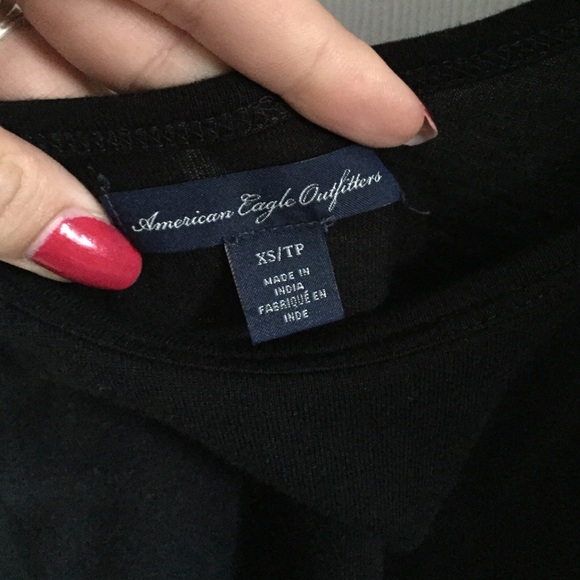 American Eagle Outfitters
XS/TP
MADE IN
INDIA
FABRIQUÉ EN
INDE